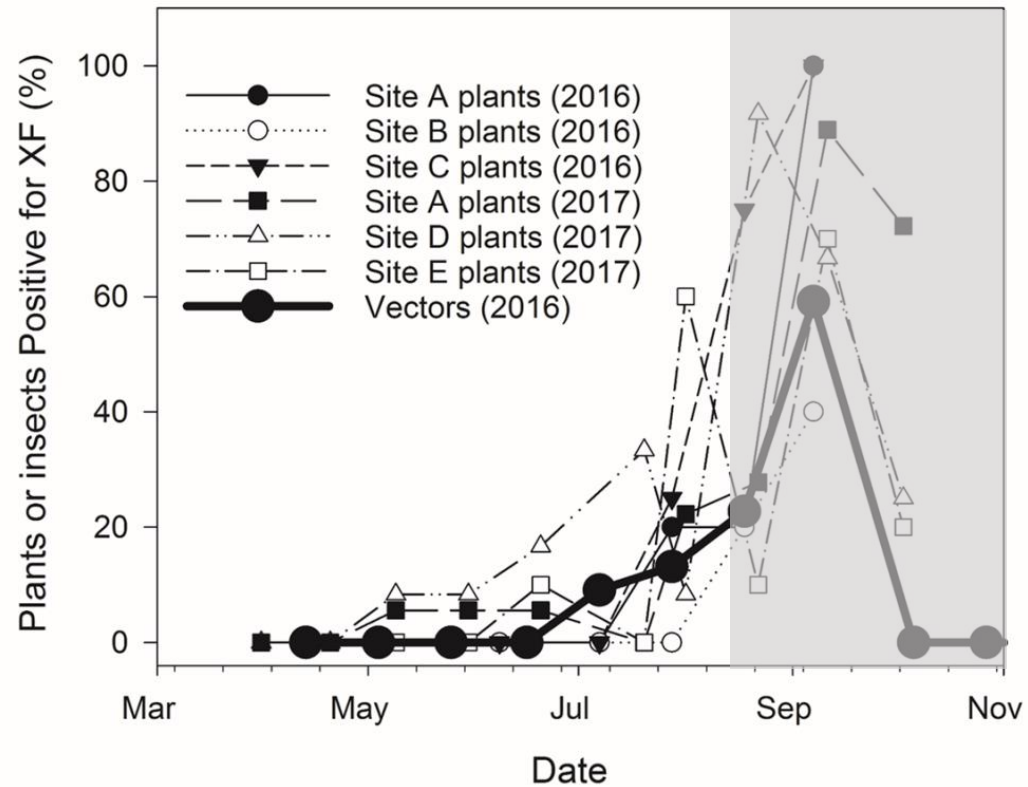 Plants or insects Positive for XF (%)
100
80
60
40
20
0
Site A plants (2016)
Site B plants (2016)
Site C plants (2016)
Site A plants (2017)
Site D plants (2017)
Site E plants (2017)
Vectors (2016)
Mar May Jul Sep Nov
Date